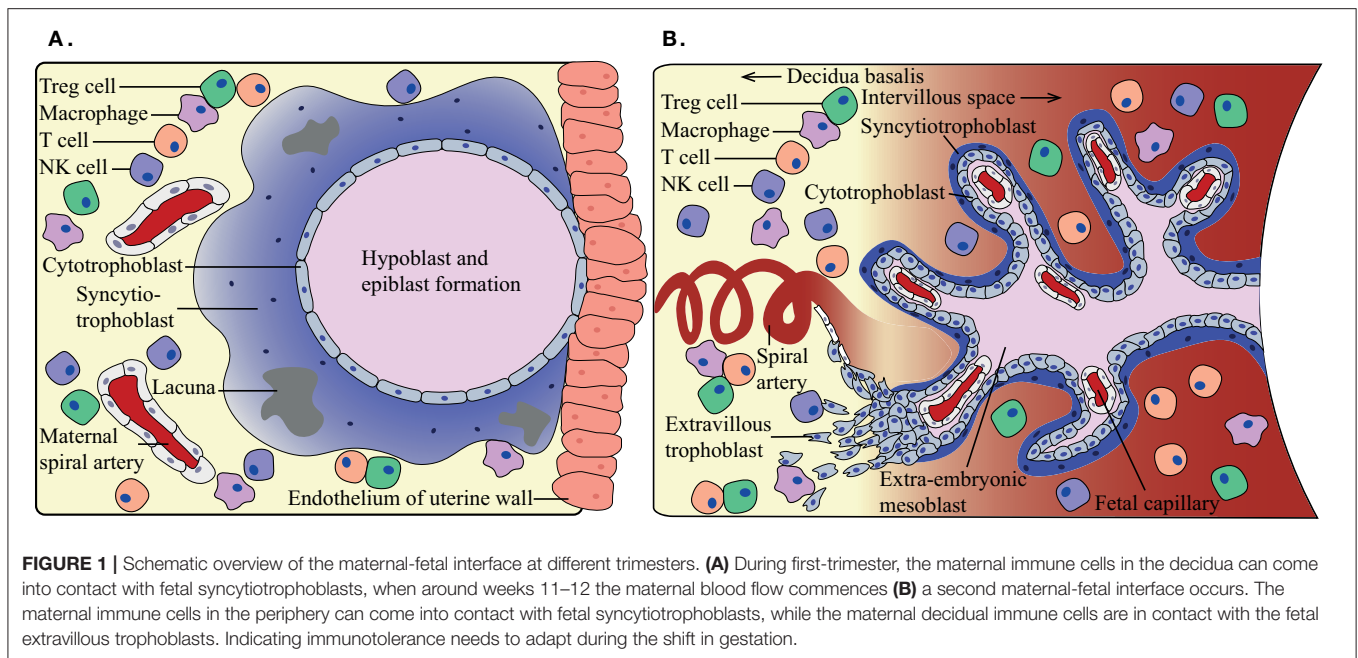 A.
Treg cell
Macrophage
T cell
NK cell
Cytotrophoblast
Syncytio-
trophoblast
Lacuna
Maternal
spiral artery
Hypoblast and
epiblast formation
Endothelium of uterine wall
B.
Decidua basalis
Treg cell
Intervillous space
Macrophage
Syncytiotrophoblast
T cell
NK cell
Cytotrophoblast
Spiral
artery
Extravillous
trophoblast
Extra-embryonic
mesoblast
Fetal capillary
FIGURE 1 | Schematic overview of the maternal-fetal interface at different trimesters. (A) During first-trimester, the maternal immune cells in the decidua can come
into contact with fetal syncytiotrophoblasts, when around weeks 11–12 the maternal blood flow commences (B) a second maternal-fetal interface occurs. The
maternal immune cells in the periphery can come into contact with fetal syncytiotrophoblasts, while the maternal decidual immune cells are in contact with the fetal
extravillous trophoblasts. Indicating immunotolerance needs to adapt during the shift in gestation.